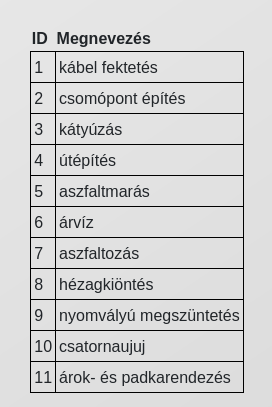 ID Megnevezés
1 kábel fektetés
2 csomópont építés
3 kátyúzás
4 útépítés
5 aszfaltmarás
6 árvíz
7 aszfaltozás
8 hézagkiöntés
9 nyomvályú megszüntetés
10 csatornaujuj
11 árok- és padkarendezés